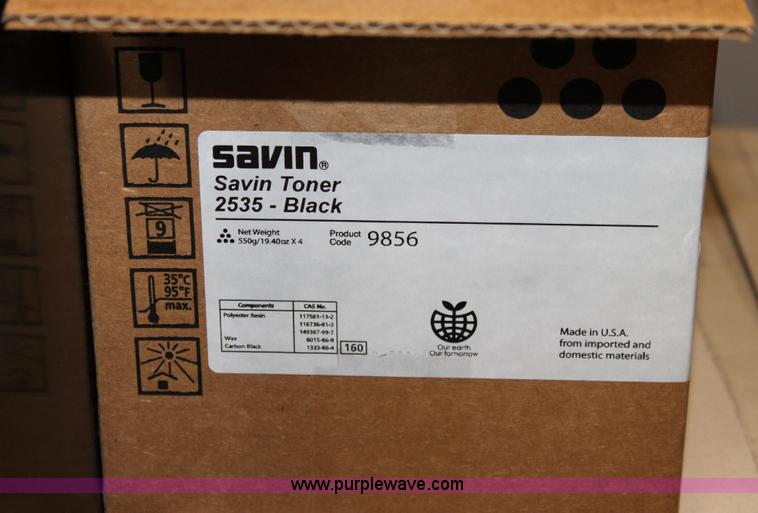 savin®
Savin Toner
2535 - Black
Net Weight
550g/19.40oz X 4
Product
Code 9856
9
35°C
95°F
max.
Components CAS No.
Polyester Resin 117581-13-2
116736-61-3
149367-99-7
Wax 8015-86-9
Carbon Black 1333-86-4
160
Our earth
Our tomorrow
Made in U.S.A.
from imported and
domestic materials
www.purplewave.com